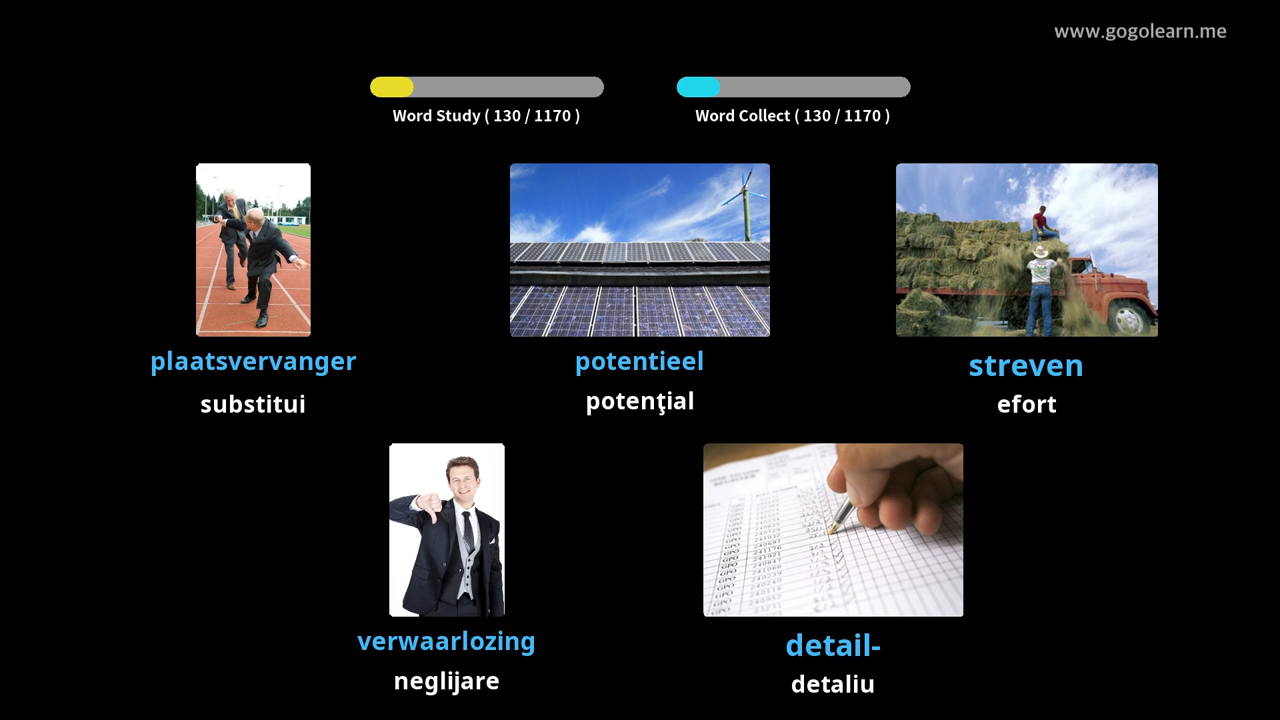 www.gogolearn.me
Word Study ( 130 / 1170 )
Word Collect ( 130 / 1170 )
plaatsvervanger
potentieel
streven
substitui
potenţial
efort
verwaarlozing
detail-
neglijare
detaliu